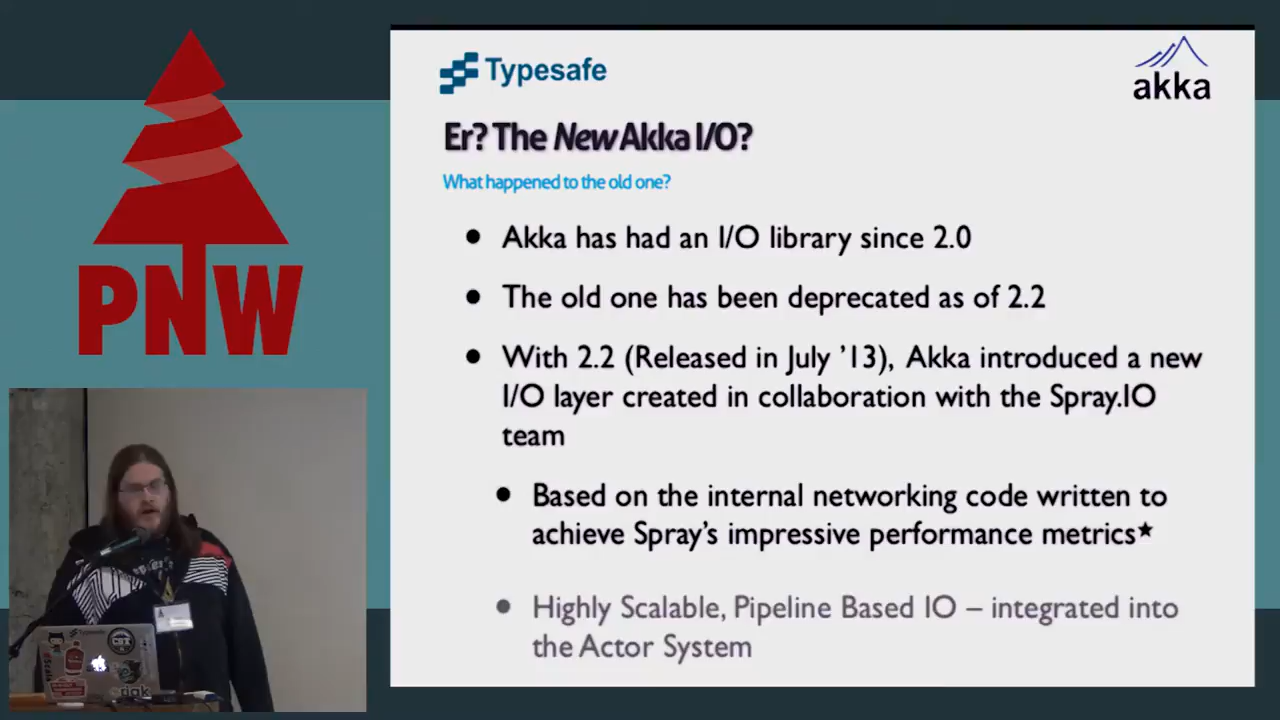 PNW
Typesafe
akka
Er? The New Akka I/O?
What happened to the old one?
• Akka has had an I/O library since 2.0
• The old one has been deprecated as of 2.2
• With 2.2 (Released in July ’13), Akka introduced a new
I/O layer created in collaboration with the Spray.IO
team
• Based on the internal networking code written to
achieve Spray’s impressive performance metrics★
• Highly Scalable, Pipeline Based IO – integrated into
the Actor System
Typesafe